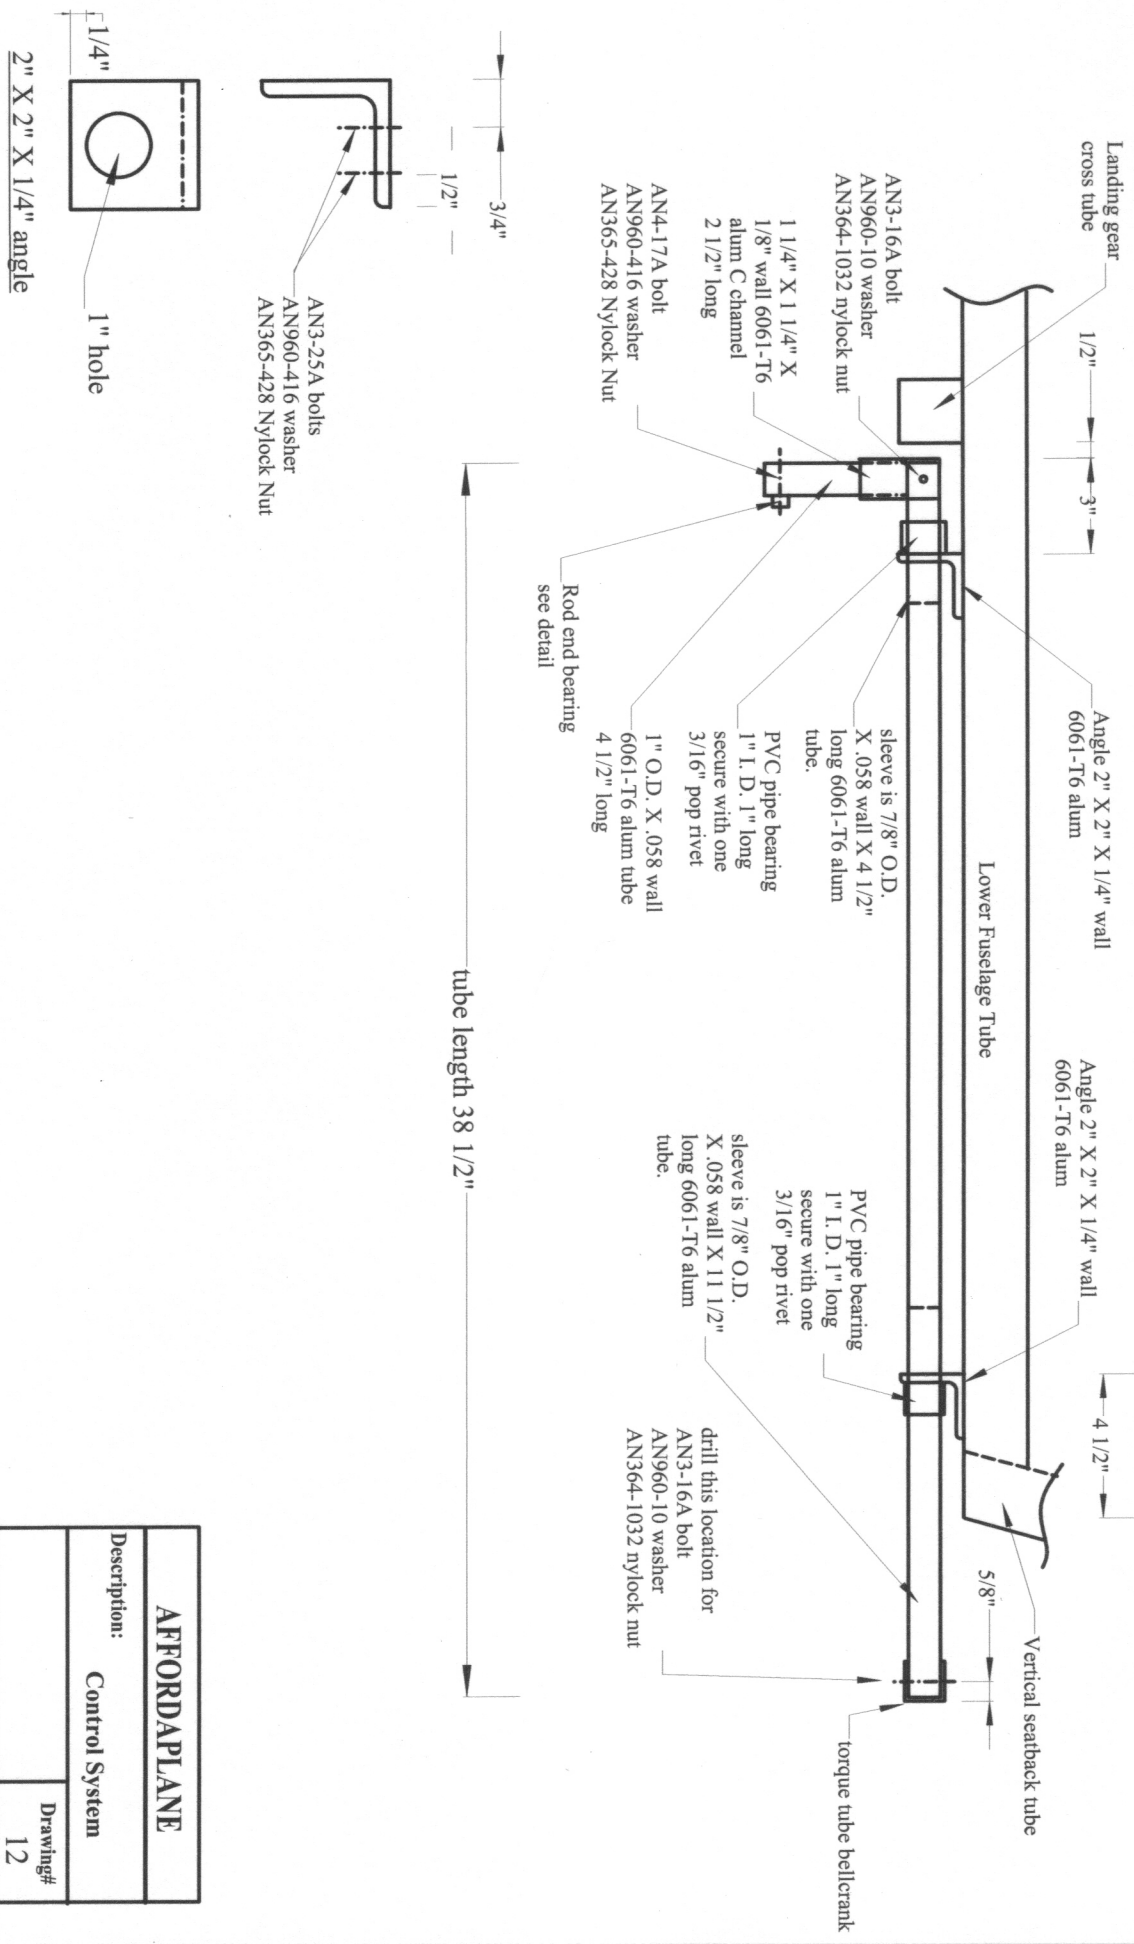 Landing gear
cross tube
1/2"
3"
Angle 2" X 2" X 1/4" wall
6061-T6 alum
Angle 2" X 2" X 1/4" wall
6061-T6 alum
4 1/2"
Lower Fuselage Tube
Vertical seatback tube
5/8"
AN3-16A bolt
AN960-10 washer
AN364-1032 nylock nut
1 1/4" X 1 1/4" X
1/8" wall 6061-T6
alum C channel
2 1/2" long
AN4-17A bolt
AN960-416 washer
AN365-428 Nylock Nut
sleeve is 7/8" O.D.
X .058 wall X 4 1/2"
long 6061-T6 alum
tube.
PVC pipe bearing
1" I. D. 1" long
secure with one
3/16" pop rivet
1" O.D. X .058 wall
6061-T6 alum tube
4 1/2" long
Rod end bearing
see detail
PVC pipe bearing
1" I. D. 1" long
secure with one
3/16" pop rivet
sleeve is 7/8" O.D.
X .058 wall X 11 1/2"
long 6061-T6 alum
tube.
drill this location for
AN3-16A bolt
AN960-10 washer
AN364-1032 nylock nut
torque tube bellcrank
tube length 38 1/2"
3/4"
1/2"
AN3-25A bolts
AN960-416 washer
AN365-428 Nylock Nut
1/4"
1" hole
2" X 2" X 1/4" angle
AFFORDAPLANE
Description:
Control System
Drawing#
12